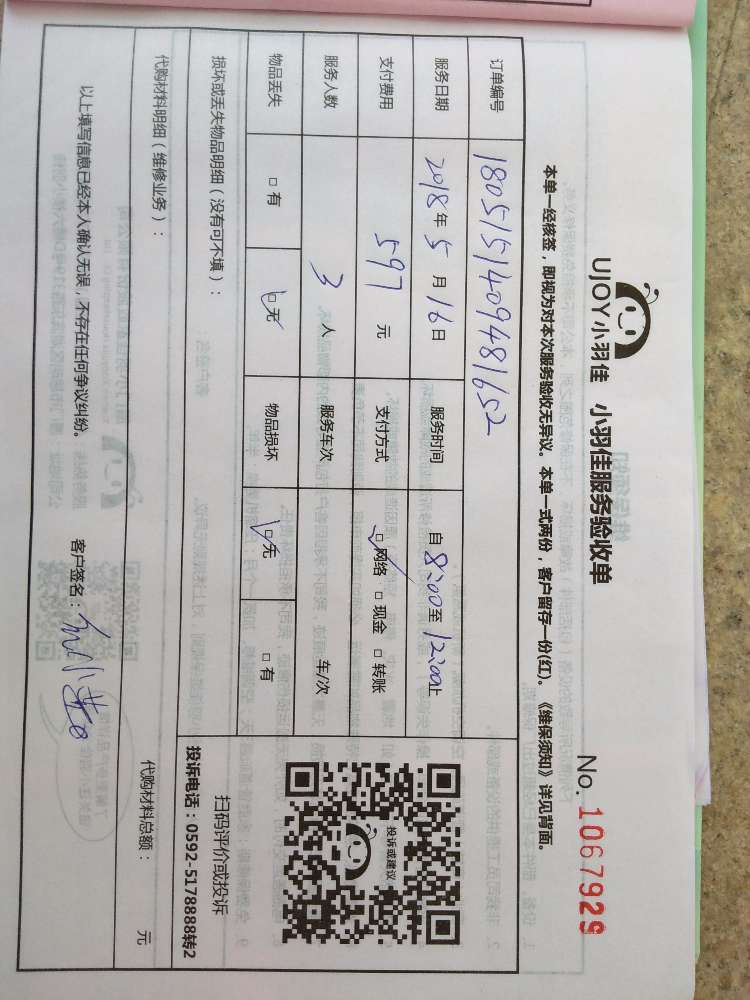 UJOY小羽佳 小羽佳服务验收单 No. 1067929
本单一经核签，即视为对本次服务验收无异议。本单一式两份，客户留存一份(红)。《维保须知》详见背面。
订单编号 1805151409481652
服务日期 2018年5月16日 服务时间 自8:00至12:00止
支付费用 597元 支付方式 □网络 □现金 □转账
服务人数 3人 服务车次 车/次
物品丢失 □有 □无 物品损坏 □无 □有
投诉或建议
扫码评价或投诉
投诉电话：0592-5178888转2
损坏或丢失物品明细（没有可不填）：
代购材料明细（维修业务）： 代购材料总额： 元
以上填写信息已经本人确认无误，不存在任何争议纠纷。 客户签名：